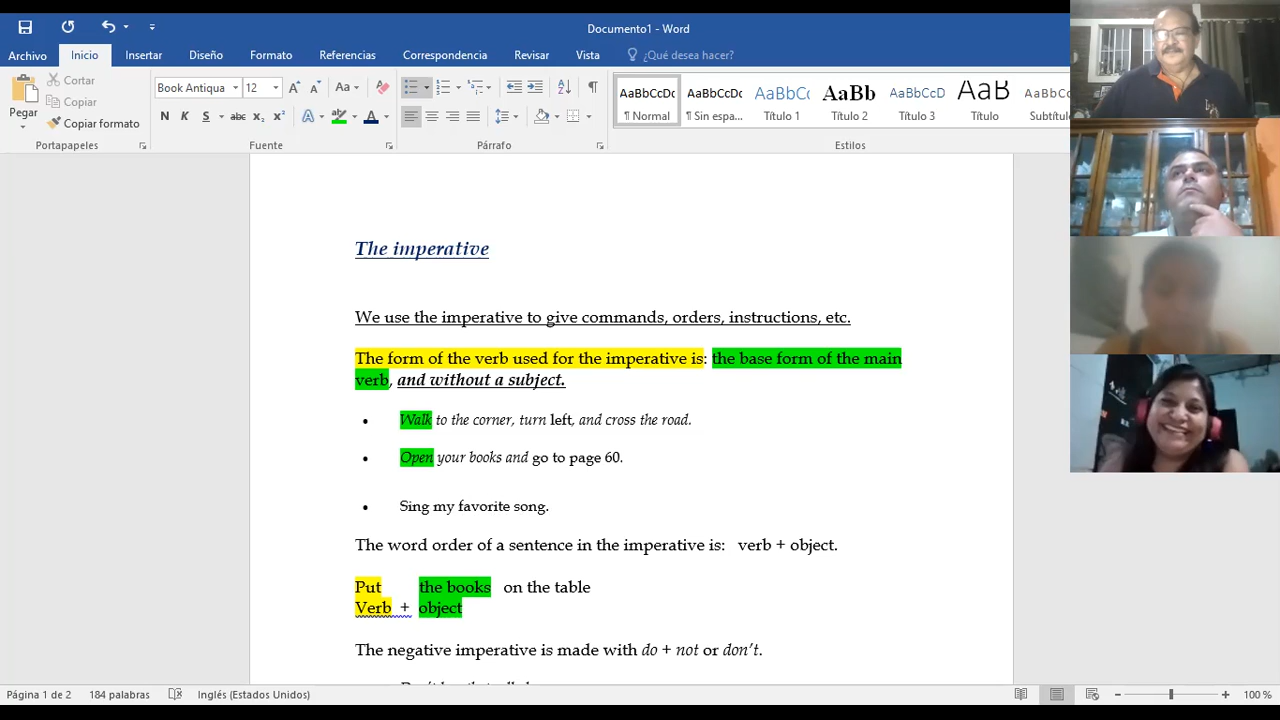 Documento1 - Word
Archivo Inicio Insertar Diseño Formato Referencias Correspondencia Revisar Vista ¿Qué desea hacer?
Pegar
Cortar
Copiar
Copiar formato
Book Antiqua 12 Aa
N K S abc x₂ x² A ab A
AaBbCcDc AaBbCcDc AaBbCc AaBb AaBbCcD AaB AaBbCcD
¶ Normal ¶ Sin espa... Título 1 Título 2 Título 3 Título Subtítulo
Portapapeles Fuente Párrafo Estilos
The imperative
We use the imperative to give commands, orders, instructions, etc.
The form of the verb used for the imperative is: the base form of the main
verb, and without a subject.
• Walk to the corner, turn left, and cross the road.
• Open your books and go to page 60.
• Sing my favorite song.
The word order of a sentence in the imperative is: verb + object.
Put the books on the table
Verb + object
The negative imperative is made with do + not or don't.
Página 1 de 2 184 palabras Inglés (Estados Unidos) 100 %